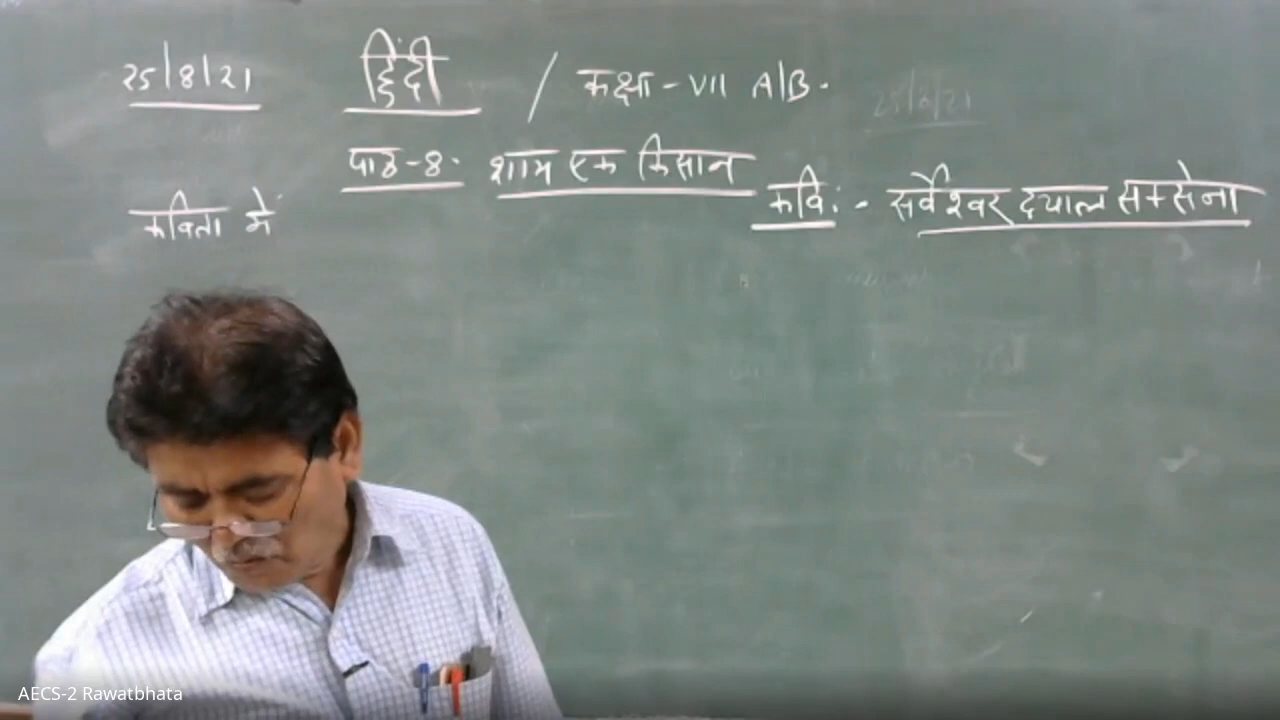 25/8/21 हिंदी / कक्षा - VII A/B.
पाठ-8. शाम एक किसान
कवि: - सर्वेश्वर दयाल सक्सेना
कविता में
AECS-2 Rawatbhata